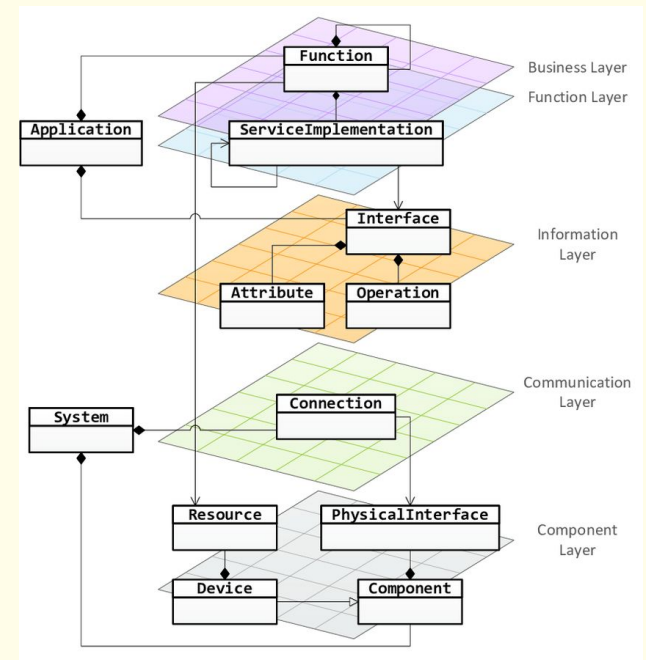 Function
Business Layer
Function Layer
Application
ServiceImplementation
Interface
Information
Layer
Attribute
Operation
Communication
Layer
Connection
System
Resource
PhysicalInterface
Component
Layer
Device
Component